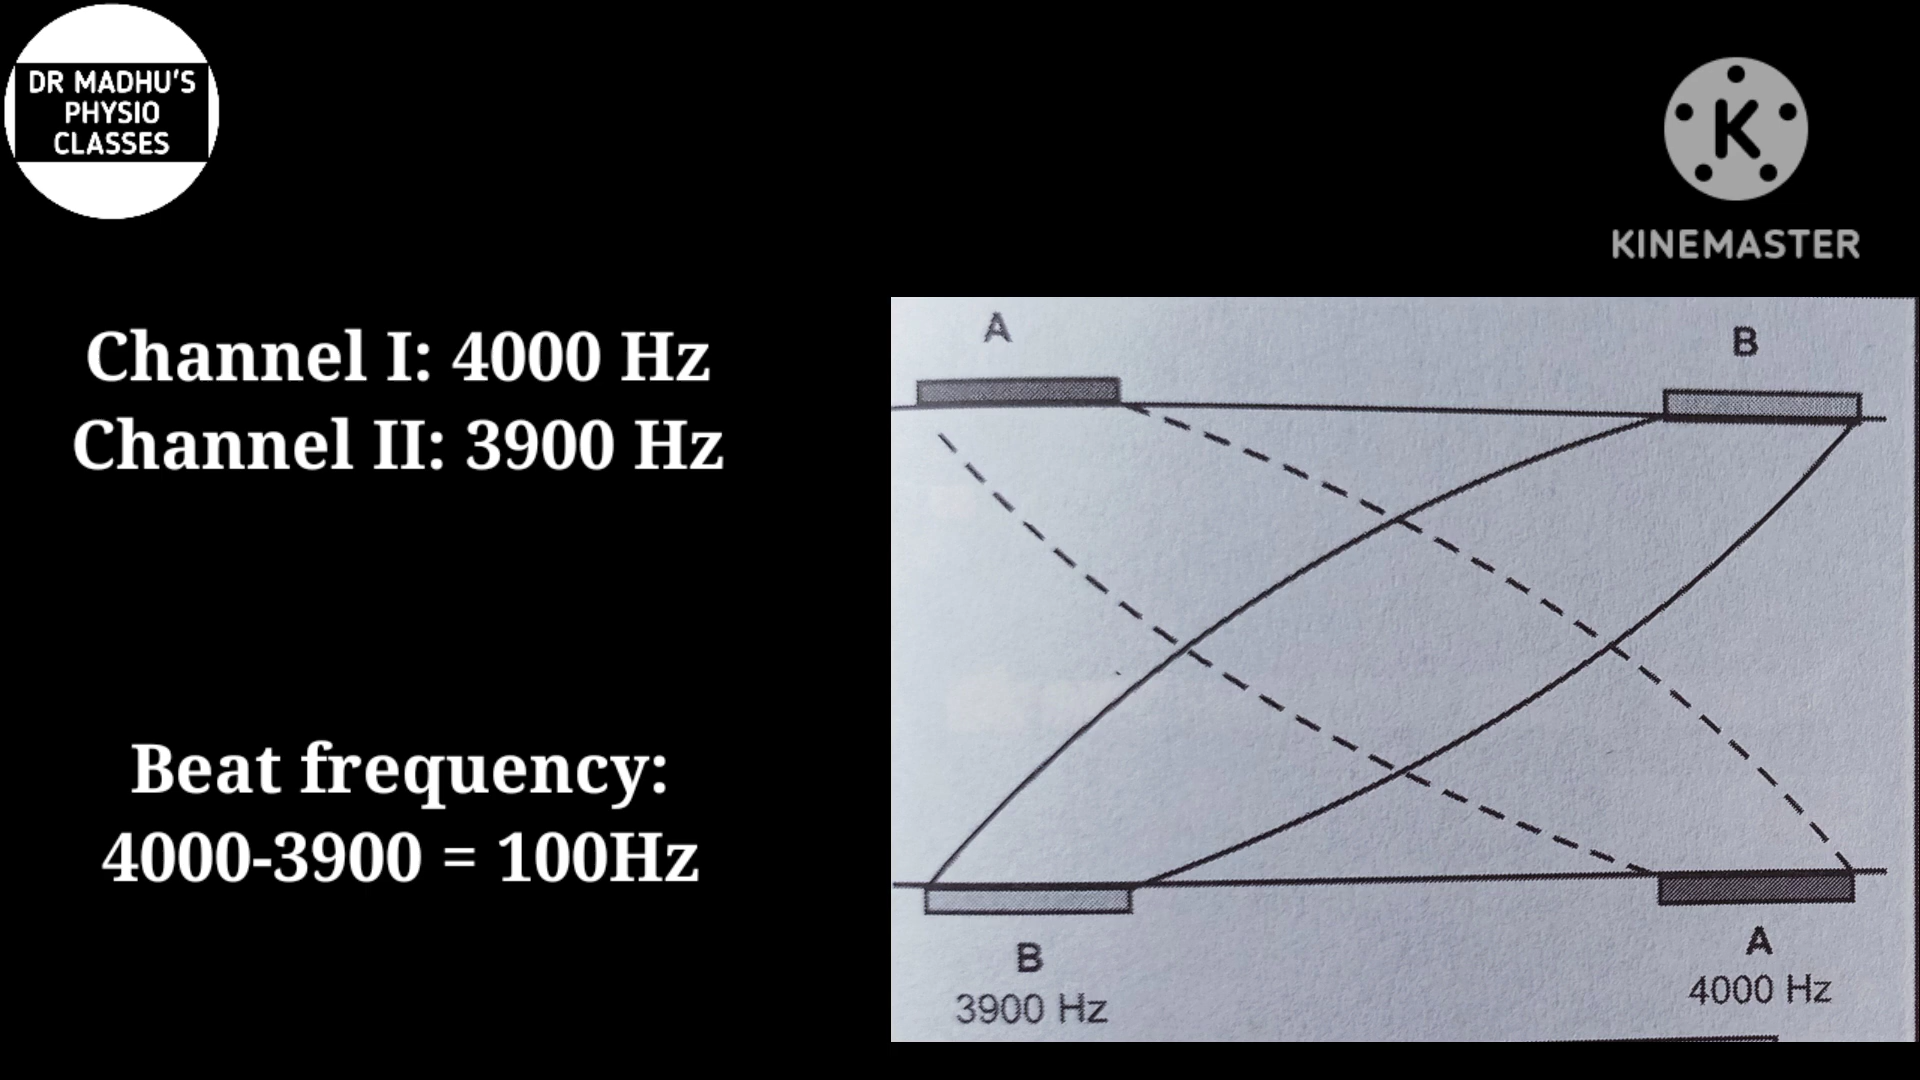 DR MADHU'S
PHYSIO
CLASSES
K
KINEMASTER
Channel I: 4000 Hz
Channel II: 3900 Hz
Beat frequency:
4000-3900 = 100Hz
A
B
B
3900 Hz
A
4000 Hz